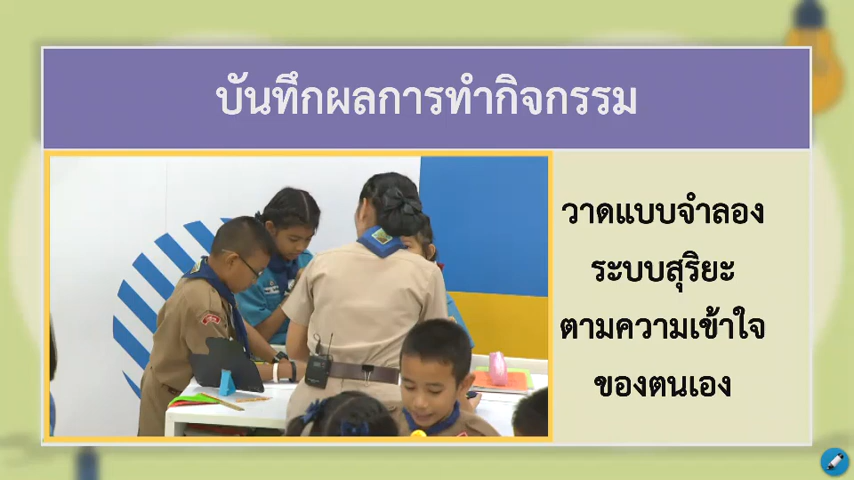 บันทึกผลการทำกิจกรรม
วาดแบบจำลอง
ระบบสุริยะ
ตามความเข้าใจ
ของตนเอง